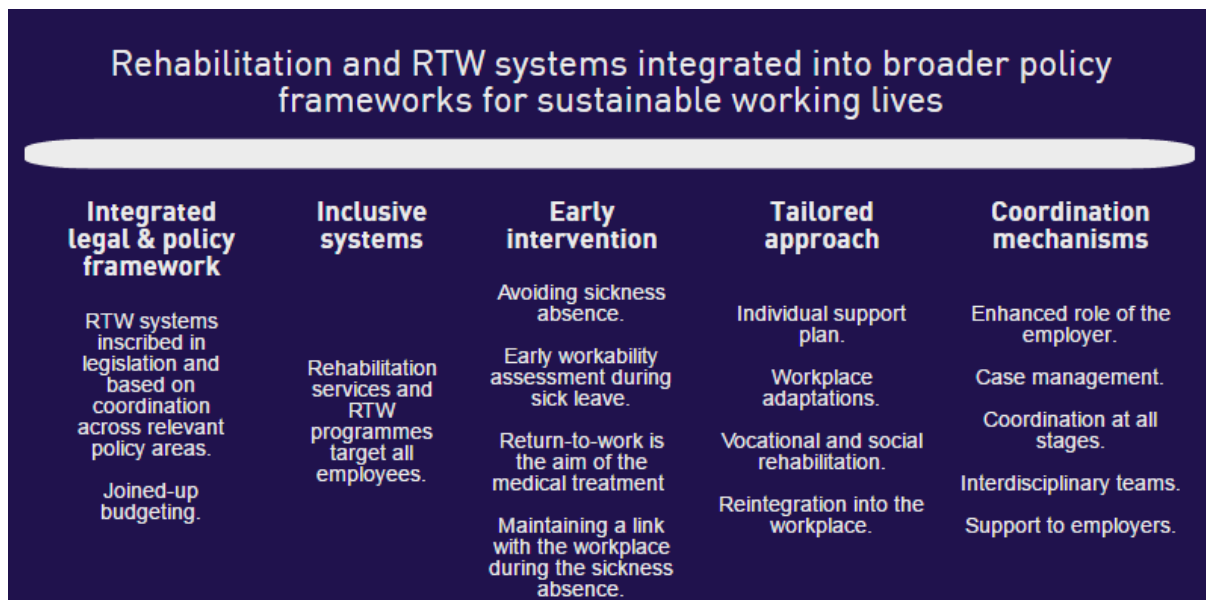 Rehabilitation and RTW systems integrated into broader policy
frameworks for sustainable working lives
Integrated
legal & policy
framework
RTW systems
inscribed in
legislation and
based on
coordination
across relevant
policy areas.
Joined-up
budgeting.
Inclusive
systems
Rehabilitation
services and
RTW
programmes
target all
employees.
Early
intervention
Avoiding sickness
absence.
Early workability
assessment during
sick leave.
Return-to-work is
the aim of the
medical treatment
Maintaining a link
with the workplace
during the sickness
absence.
Tailored
approach
Individual support
plan.
Workplace
adaptations.
Vocational and social
rehabilitation.
Reintegration into the
workplace.
Coordination
mechanisms
Enhanced role of the
employer.
Case management.
Coordination at all
stages.
Interdisciplinary teams.
Support to employers.